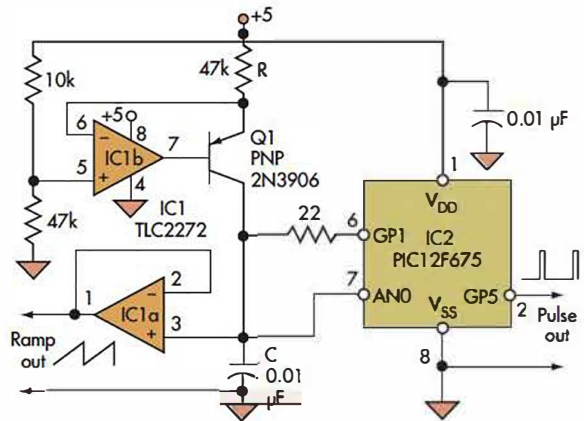 +5
10k
47k R
+5
8
6
−
IC1b
7
5
+
4
Q1
PNP
2N3906
0.01 µF
1
47k
IC1
TLC2272
V_DD
22
6
GP1
IC2
PIC12F675
7
AN0
V_SS
GP5
2
Pulse
out
2
−
1
IC1a
+
3
Ramp
out
C
0.01
µF
8